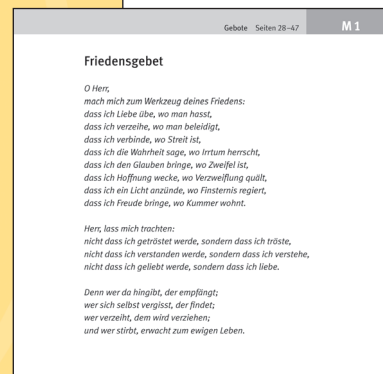 Gebote Seiten 28–47 M 1
Friedensgebet
O Herr,
mach mich zum Werkzeug deines Friedens:
dass ich Liebe übe, wo man hasst,
dass ich verzeihe, wo man beleidigt,
dass ich verbinde, wo Streit ist,
dass ich die Wahrheit sage, wo Irrtum herrscht,
dass ich den Glauben bringe, wo Zweifel ist,
dass ich Hoffnung wecke, wo Verzweiflung quält,
dass ich ein Licht anzünde, wo Finsternis regiert,
dass ich Freude bringe, wo Kummer wohnt.
Herr, lass mich trachten:
nicht dass ich getröstet werde, sondern dass ich tröste,
nicht dass ich verstanden werde, sondern dass ich verstehe,
nicht dass ich geliebt werde, sondern dass ich liebe.
Denn wer da hingibt, der empfängt;
wer sich selbst vergisst, der findet;
wer verzeiht, dem wird verziehen;
und wer stirbt, erwacht zum ewigen Leben.